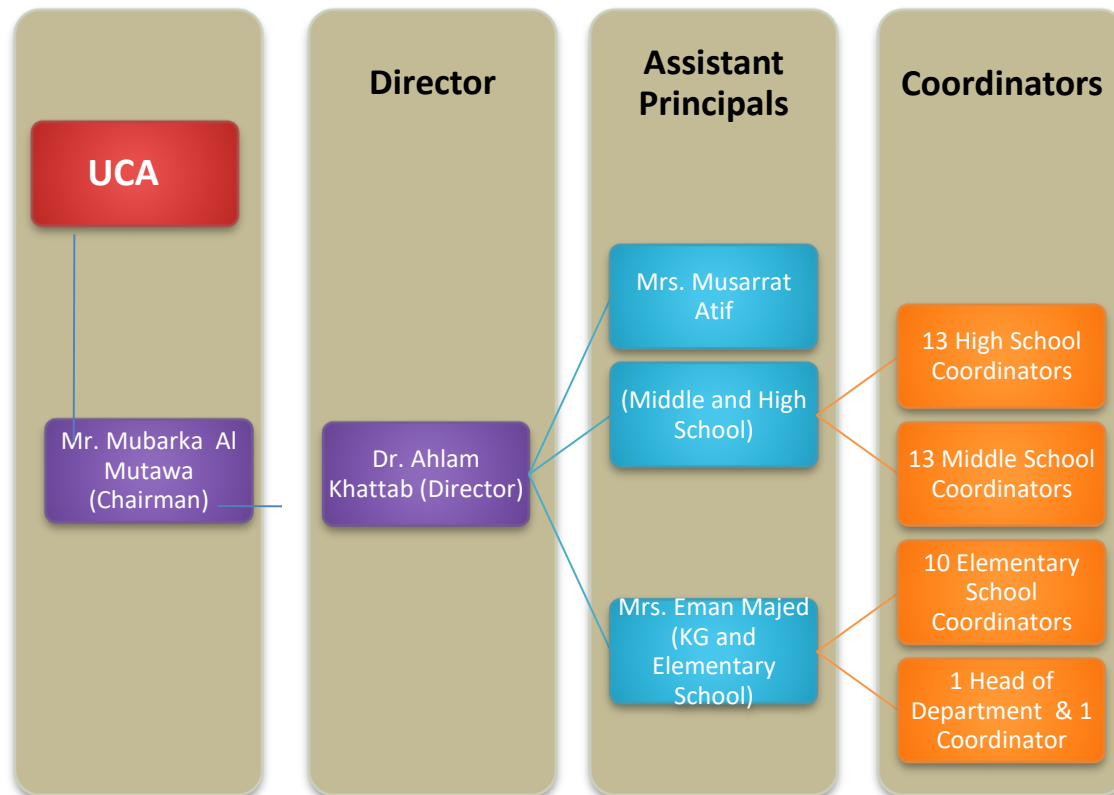 UCA
Mr. Mubarka  Al
Mutawa
(Chairman)
Director
Dr. Ahlam
Khattab (Director)
Assistant
Principals
Mrs. Musarrat
Atif
(Middle and High
School)
Mrs. Eman Majed
(KG and
Elementary
School)
Coordinators
13 High School
Coordinators
13 Middle School
Coordinators
10 Elementary
School
Coordinators
1 Head of
Department  & 1
Coordinator